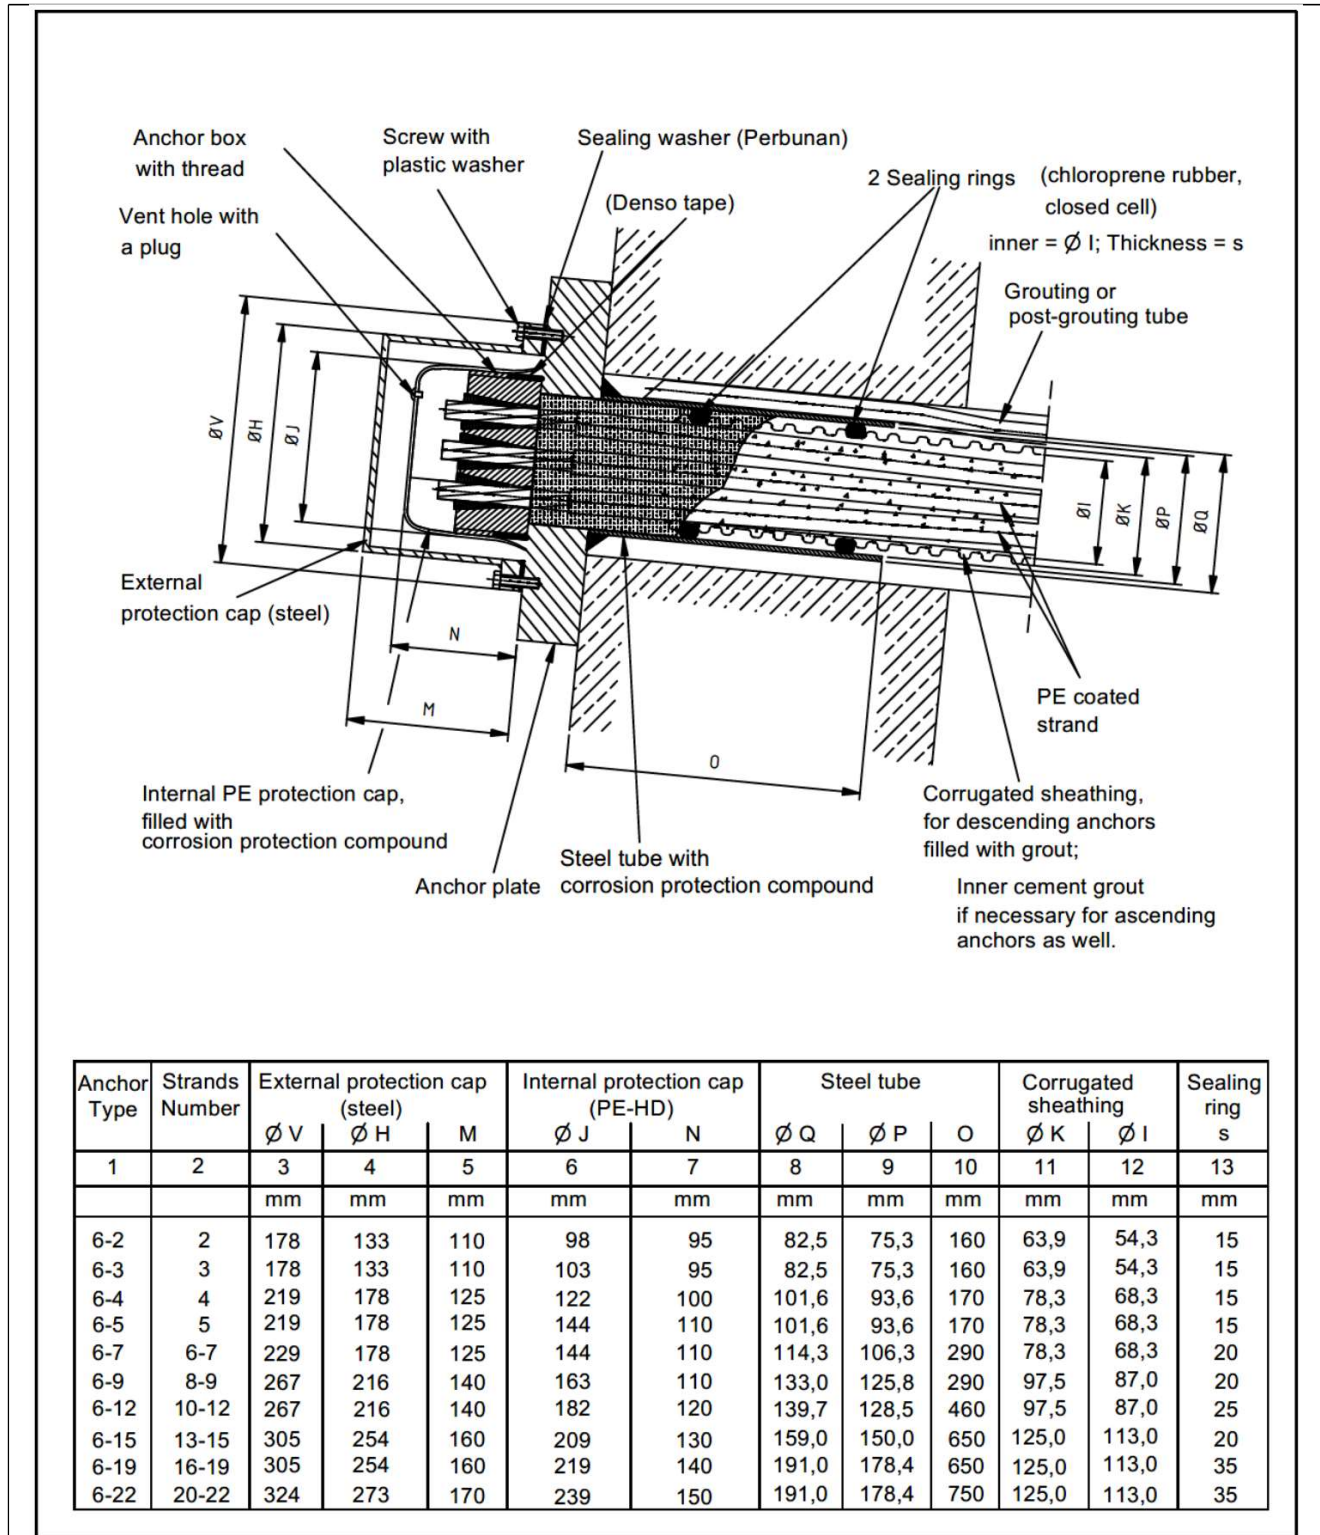 Anchor box
with thread
Screw with
plastic washer
Sealing washer (Perbunan)
2 Sealing rings
(chloroprene rubber,
closed cell)
inner = Ø I; Thickness = s
Vent hole with
a plug
(Denso tape)
Grouting or
post-grouting tube
ØV
ØH
ØJ
ØI
ØK
ØP
ØQ
External
protection cap (steel)
N
M
O
PE coated
strand
Internal PE protection cap,
filled with
corrosion protection compound
Anchor plate
Steel tube with
corrosion protection compound
Corrugated sheathing,
for descending anchors
filled with grout;
Inner cement grout
if necessary for ascending
anchors as well.
Anchor Type | Strands Number | External protection cap (steel) | Internal protection cap (PE-HD) | Steel tube | Corrugated sheathing | Sealing ring
Ø V | Ø H | M | Ø J | N | Ø Q | Ø P | O | Ø K | Ø I | s
1 | 2 | 3 | 4 | 5 | 6 | 7 | 8 | 9 | 10 | 11 | 12 | 13
mm | mm | mm | mm | mm | mm | mm | mm | mm | mm | mm
6-2 | 2 | 178 | 133 | 110 | 98 | 95 | 82,5 | 75,3 | 160 | 63,9 | 54,3 | 15
6-3 | 3 | 178 | 133 | 110 | 103 | 95 | 82,5 | 75,3 | 160 | 63,9 | 54,3 | 15
6-4 | 4 | 219 | 178 | 125 | 122 | 100 | 101,6 | 93,6 | 170 | 78,3 | 68,3 | 15
6-5 | 5 | 219 | 178 | 125 | 144 | 110 | 101,6 | 93,6 | 170 | 78,3 | 68,3 | 15
6-7 | 6-7 | 229 | 178 | 125 | 144 | 110 | 114,3 | 106,3 | 290 | 78,3 | 68,3 | 20
6-9 | 8-9 | 267 | 216 | 140 | 163 | 110 | 133,0 | 125,8 | 290 | 97,5 | 87,0 | 20
6-12 | 10-12 | 267 | 216 | 140 | 182 | 120 | 139,7 | 128,5 | 460 | 97,5 | 87,0 | 25
6-15 | 13-15 | 305 | 254 | 160 | 209 | 130 | 159,0 | 150,0 | 650 | 125,0 | 113,0 | 20
6-19 | 16-19 | 305 | 254 | 160 | 219 | 140 | 191,0 | 178,4 | 650 | 125,0 | 113,0 | 35
6-22 | 20-22 | 324 | 273 | 170 | 239 | 150 | 191,0 | 178,4 | 750 | 125,0 | 113,0 | 35